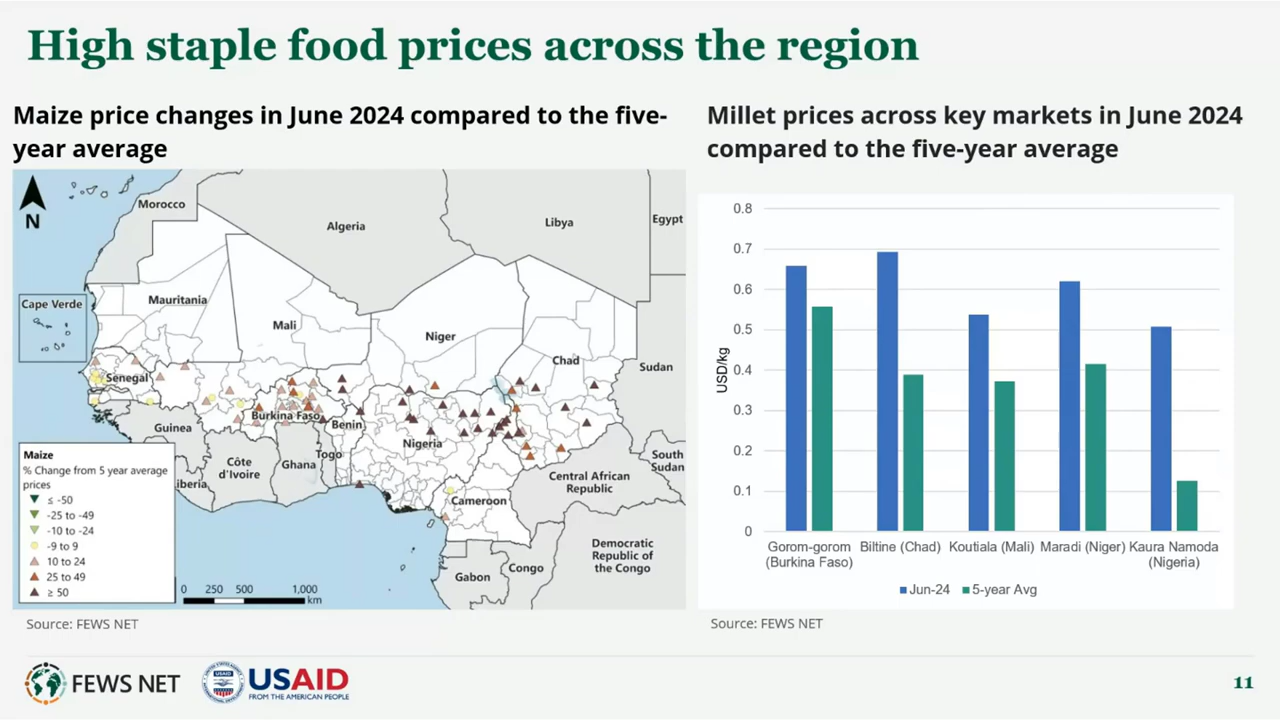 High staple food prices across the region
Maize price changes in June 2024 compared to the five-
year average
Millet prices across key markets in June 2024
compared to the five-year average
N
Morocco
Algeria
Libya
Egypt
Cape Verde
Mauritania
Mali
Niger
Chad
Sudan
Senegal
Burkina Faso
Benin
Nigeria
Guinea
Côte
d'Ivoire
Ghana
Togo
iberia
Cameroon
Central African
Republic
South
Sudan
Democratic
Republic of
the Congo
Gabon
Congo
Maize
% Change from 5 year average
prices
≤ -50
-25 to -49
-10 to -24
-9 to 9
10 to 24
25 to 49
≥ 50
0 250 500 1,000
km
Source: FEWS NET
0.8
0.7
0.6
0.5
0.4
0.3
0.2
0.1
0
USD/kg
Gorom-gorom
(Burkina Faso)
Biltine (Chad)
Koutiala (Mali)
Maradi (Niger)
Kaura Namoda
(Nigeria)
Jun-24 5-year Avg
Source: FEWS NET
FEWS NET
USAID
USAID
FROM THE AMERICAN PEOPLE
11